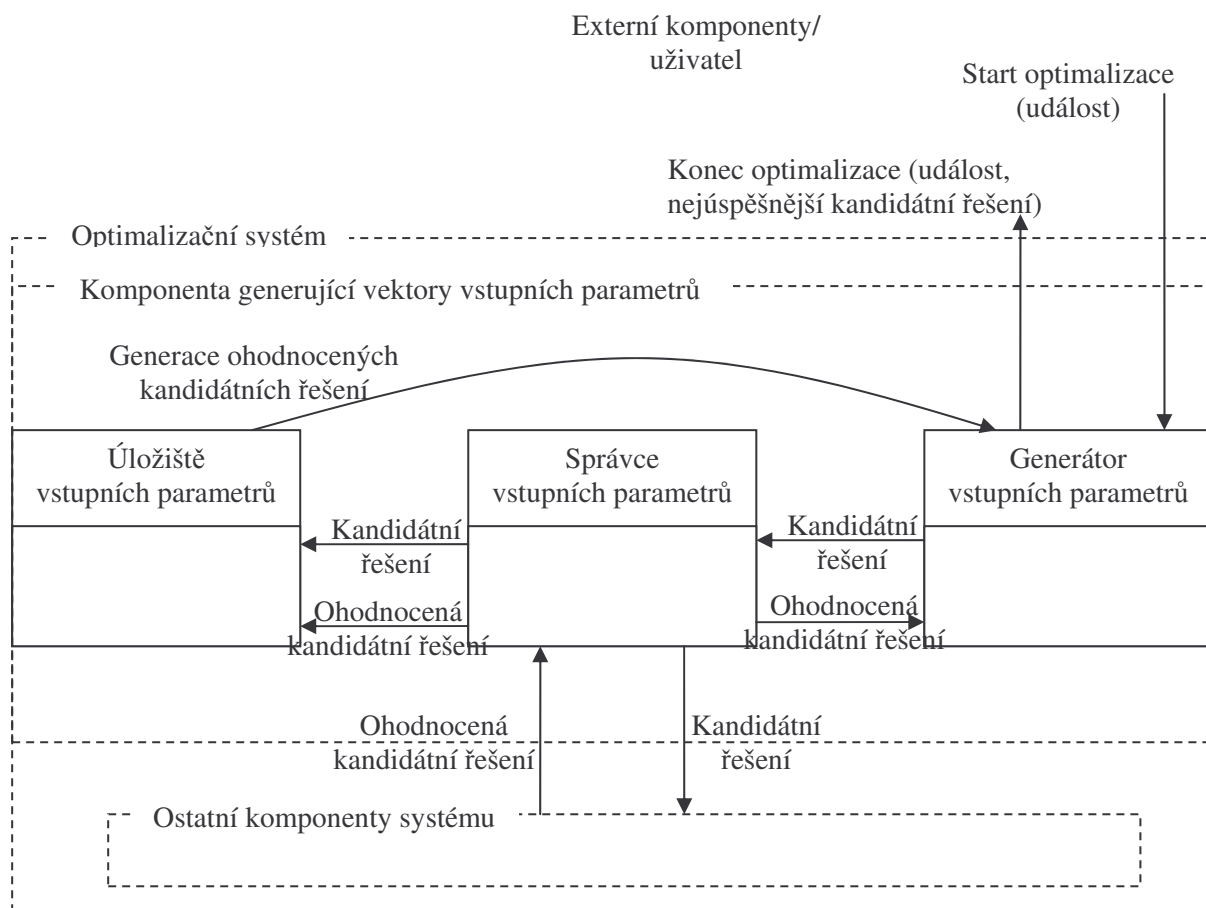 Externí komponenty/
uživatel
Start optimalizace
(událost)
Konec optimalizace (událost,
nejúspěšnější kandidátní řešení)
Optimalizační systém
Komponenta generující vektory vstupních parametrů
Generace ohodnocených
kandidátních řešení
Úložiště
vstupních parametrů
Správce
vstupních parametrů
Generátor
vstupních parametrů
Kandidátní
řešení
Kandidátní
řešení
Ohodnocená
kandidátní řešení
Ohodnocená
kandidátní řešení
Ohodnocená
kandidátní řešení
Kandidátní
řešení
Ostatní komponenty systému